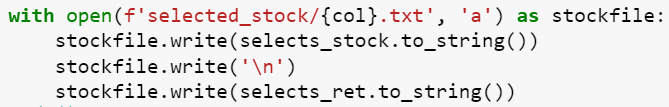 with open(f'selected_stock/{col}.txt', 'a') as stockfile:
    stockfile.write(selects_stock.to_string())
    stockfile.write('\n')
    stockfile.write(selects_ret.to_string())